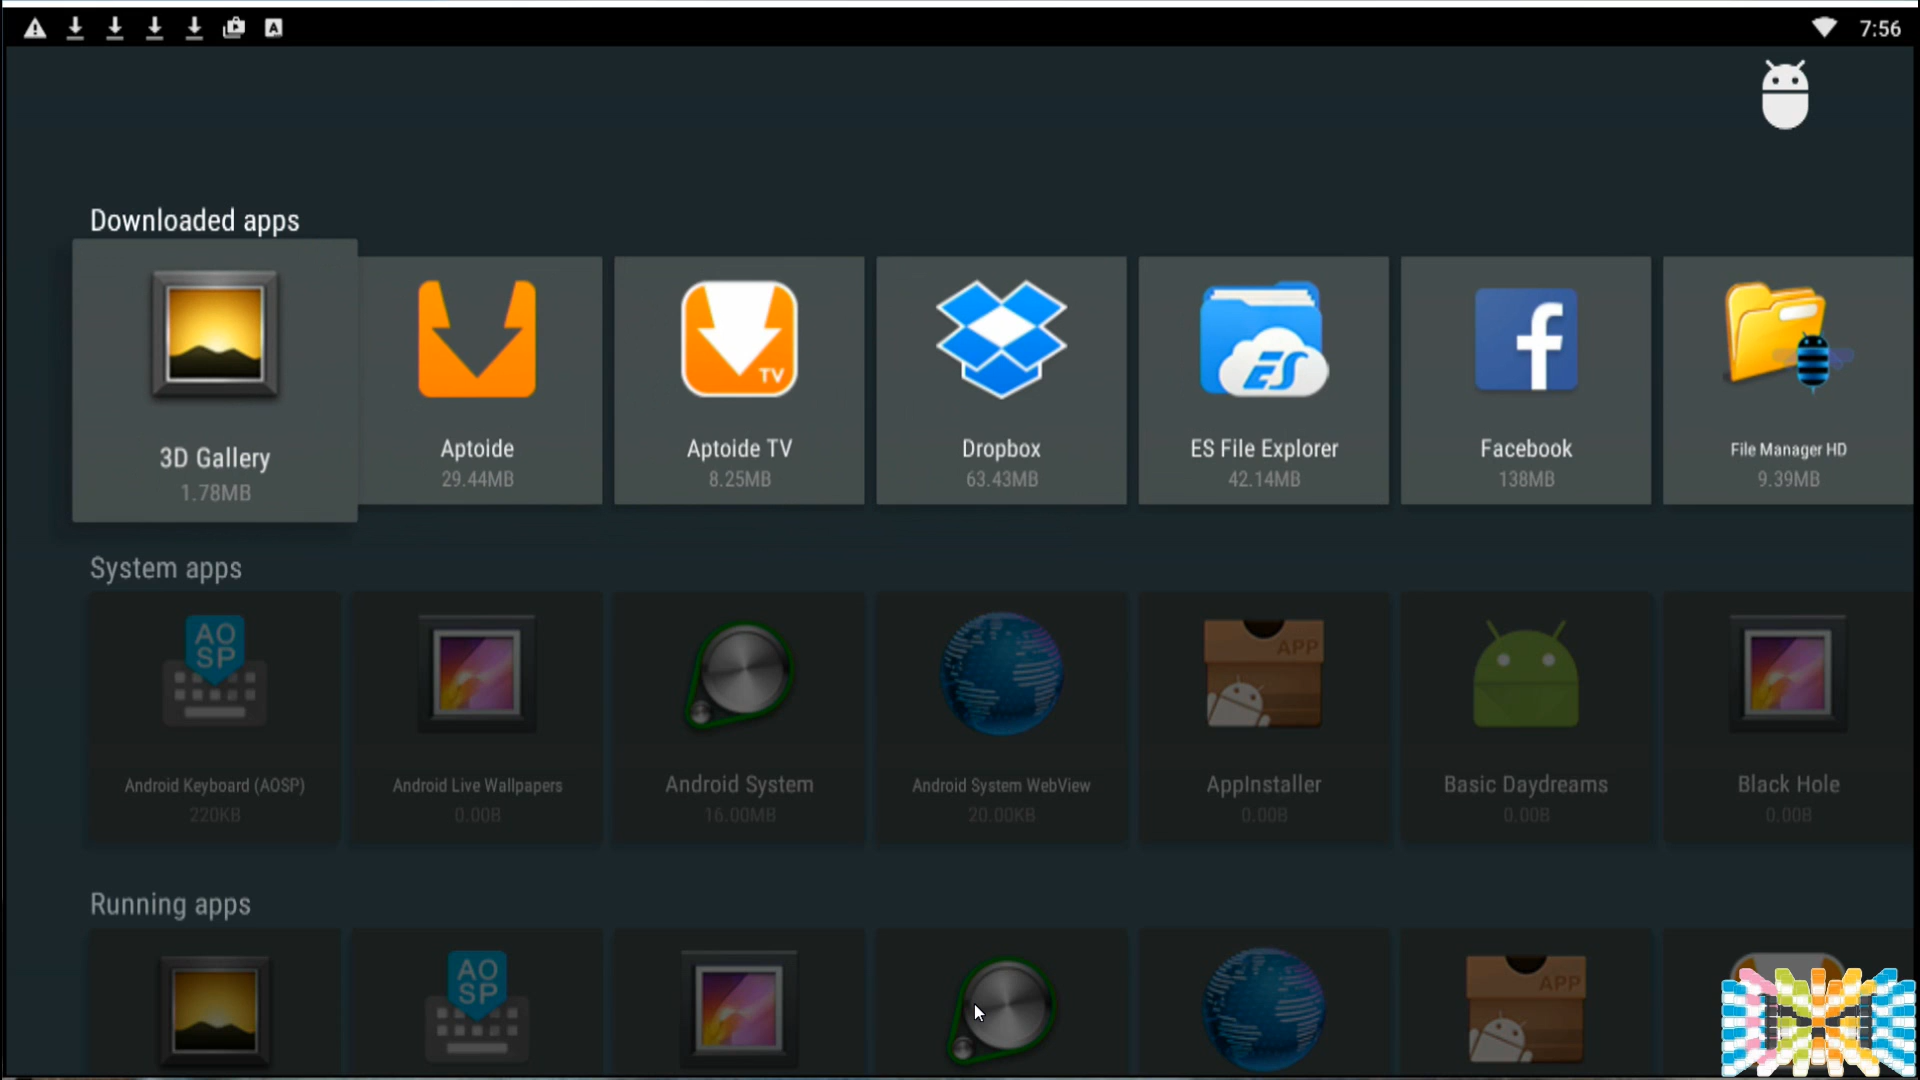 A
7:56
Downloaded apps
TV
ES
f
3D Gallery
1.78MB
Aptoide
29.44MB
Aptoide TV
8.25MB
Dropbox
63.43MB
ES File Explorer
42.14MB
Facebook
138MB
File Manager HD
9.39MB
System apps
AO
SP
APP
Android Keyboard (AOSP)
220KB
Android Live Wallpapers
0.00B
Android System
16.00MB
Android System WebView
20.00KB
AppInstaller
0.00B
Basic Daydreams
0.00B
Black Hole
0.00B
Running apps
AO
SP
APP